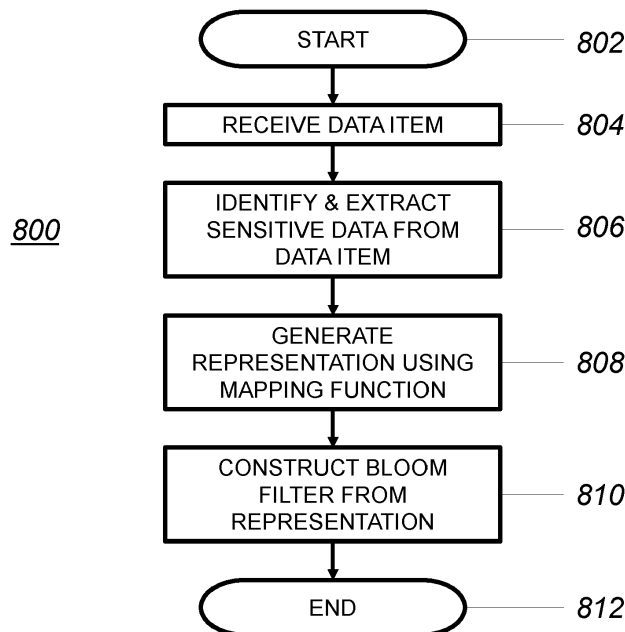 START
802
RECEIVE DATA ITEM
804
IDENTIFY & EXTRACT
SENSITIVE DATA FROM
DATA ITEM
806
800
GENERATE
REPRESENTATION USING
MAPPING FUNCTION
808
CONSTRUCT BLOOM
FILTER FROM
REPRESENTATION
810
END
812